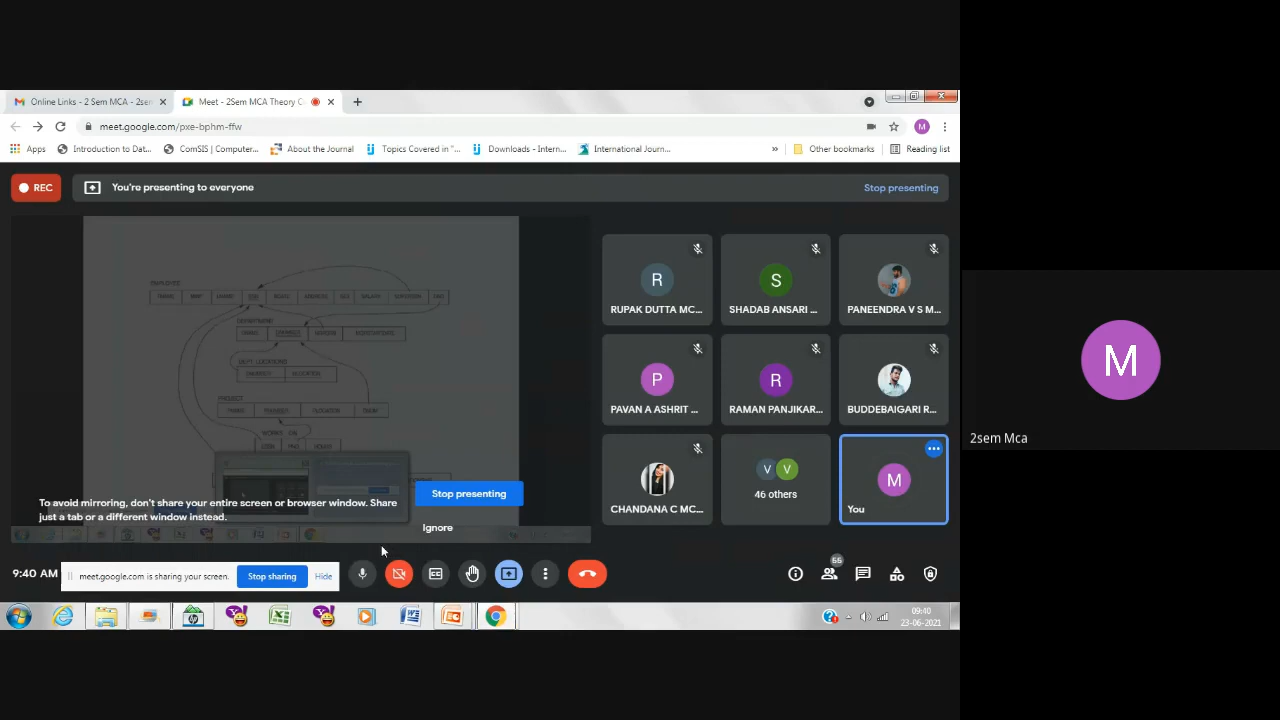 Online Links - 2 Sem MCA - 2sem
Meet - 2Sem MCA Theory C
meet.google.com/pxe-bphm-ffw
Apps Introduction to Dat... ComSIS | Computer... About the Journal Topics Covered in "... Downloads - Intern... International Journ... » Other bookmarks Reading list
REC You're presenting to everyone Stop presenting
EMPLOYEE
DEPARTMENT
DEPT_LOCATIONS
PROJECT
WORKS_ON
R S
RUPAK DUTTA MC... SHADAB ANSARI ... PANEENDRA V S M...
P R
PAVAN A ASHRIT ... RAMAN PANJIKAR... BUDDEBAIGARI R...
V V M
CHANDANA C MC... 46 others You
To avoid mirroring, don't share your entire screen or browser window. Share
just a tab or a different window instead.
Stop presenting
Ignore
9:40 AM
meet.google.com is sharing your screen. Stop sharing Hide
09:40
23-06-2021
M
2sem Mca